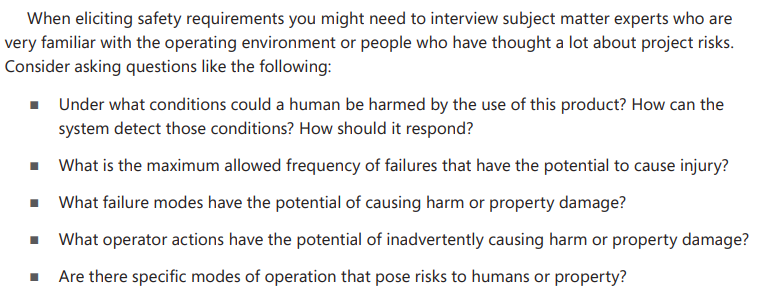 When eliciting safety requirements you might need to interview subject matter experts who are
very familiar with the operating environment or people who have thought a lot about project risks.
Consider asking questions like the following:
■ Under what conditions could a human be harmed by the use of this product? How can the
system detect those conditions? How should it respond?
■ What is the maximum allowed frequency of failures that have the potential to cause injury?
■ What failure modes have the potential of causing harm or property damage?
■ What operator actions have the potential of inadvertently causing harm or property damage?
■ Are there specific modes of operation that pose risks to humans or property?